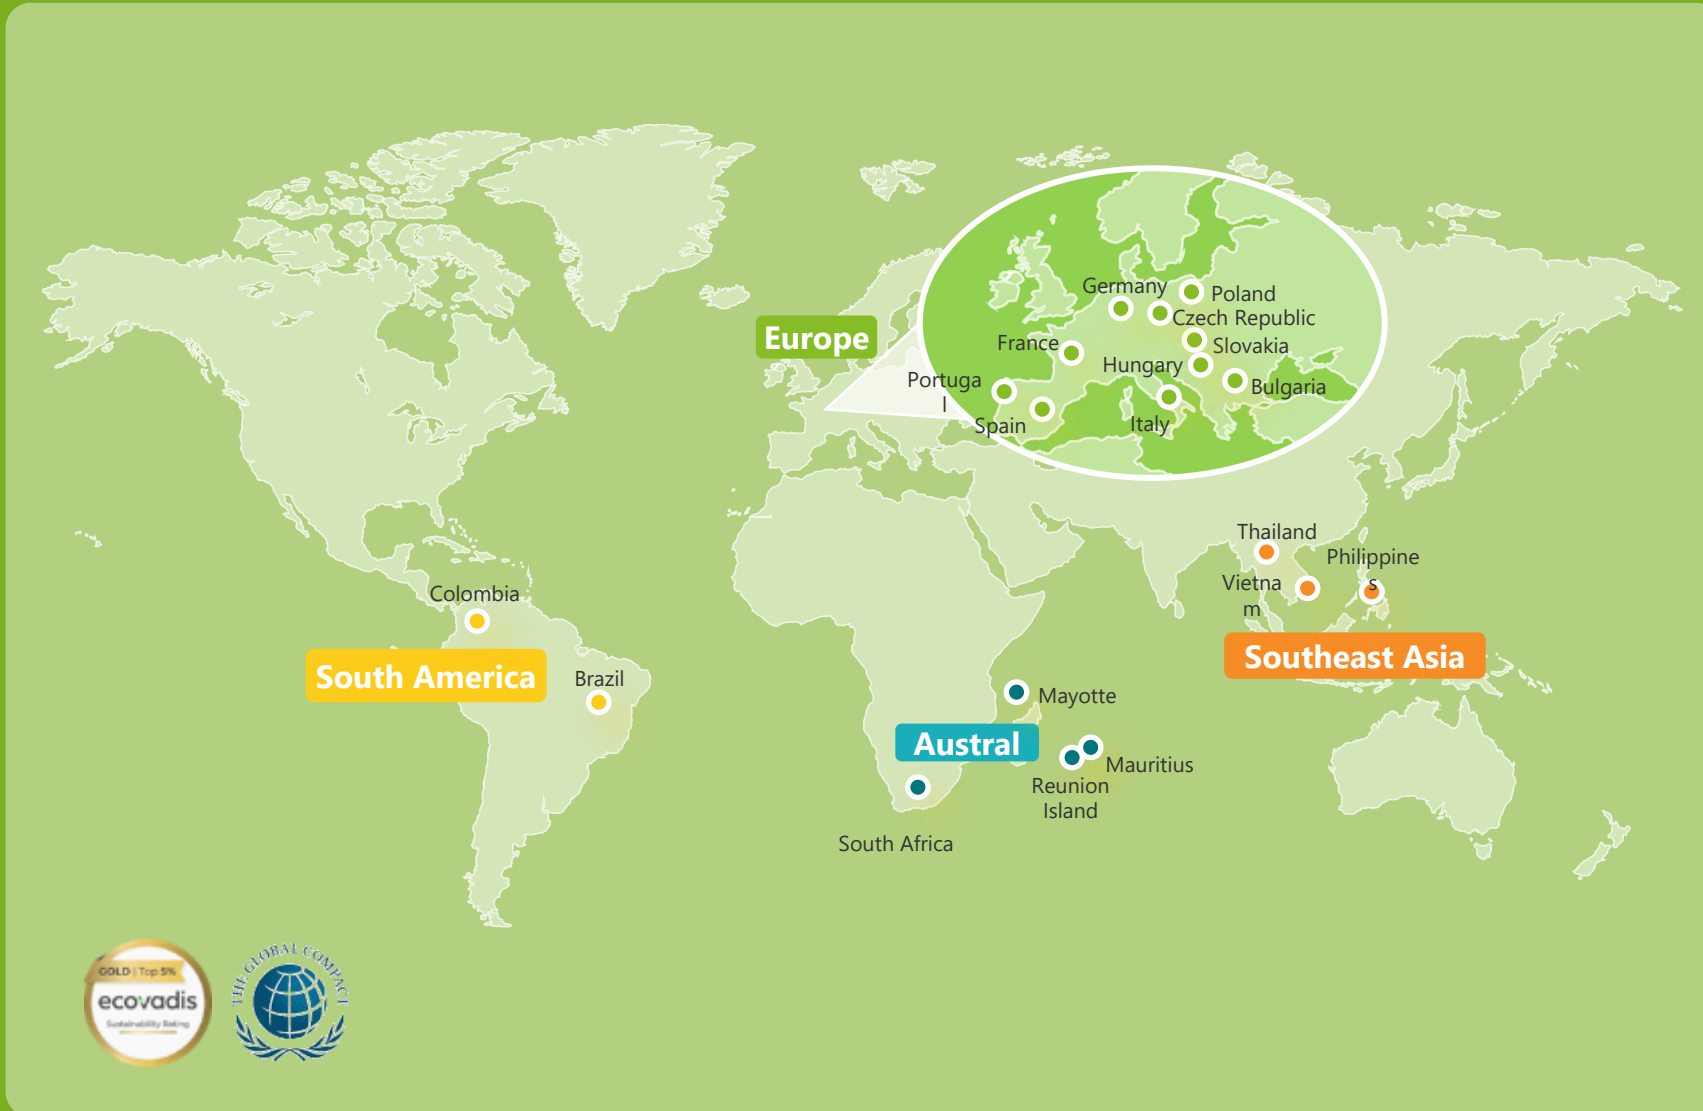 Germany
Poland
Czech Republic
Europe
France
Slovakia
Hungary
Portuga
l
Bulgaria
Spain
Italy
Thailand
Philippine
s
Vietna
m
Colombia
Southeast Asia
South America
Brazil
Mayotte
Austral
Mauritius
Reunion
Island
South Africa
GOLD | Top 5%
ecovadis
Sustainability Rating
THE GLOBAL COMPACT